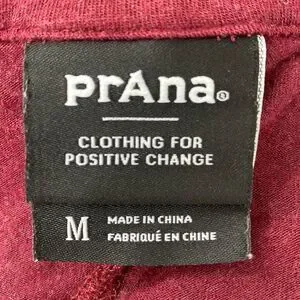 prAna®
CLOTHING FOR
POSITIVE CHANGE
M
MADE IN CHINA
FABRIQUÉ EN CHINE